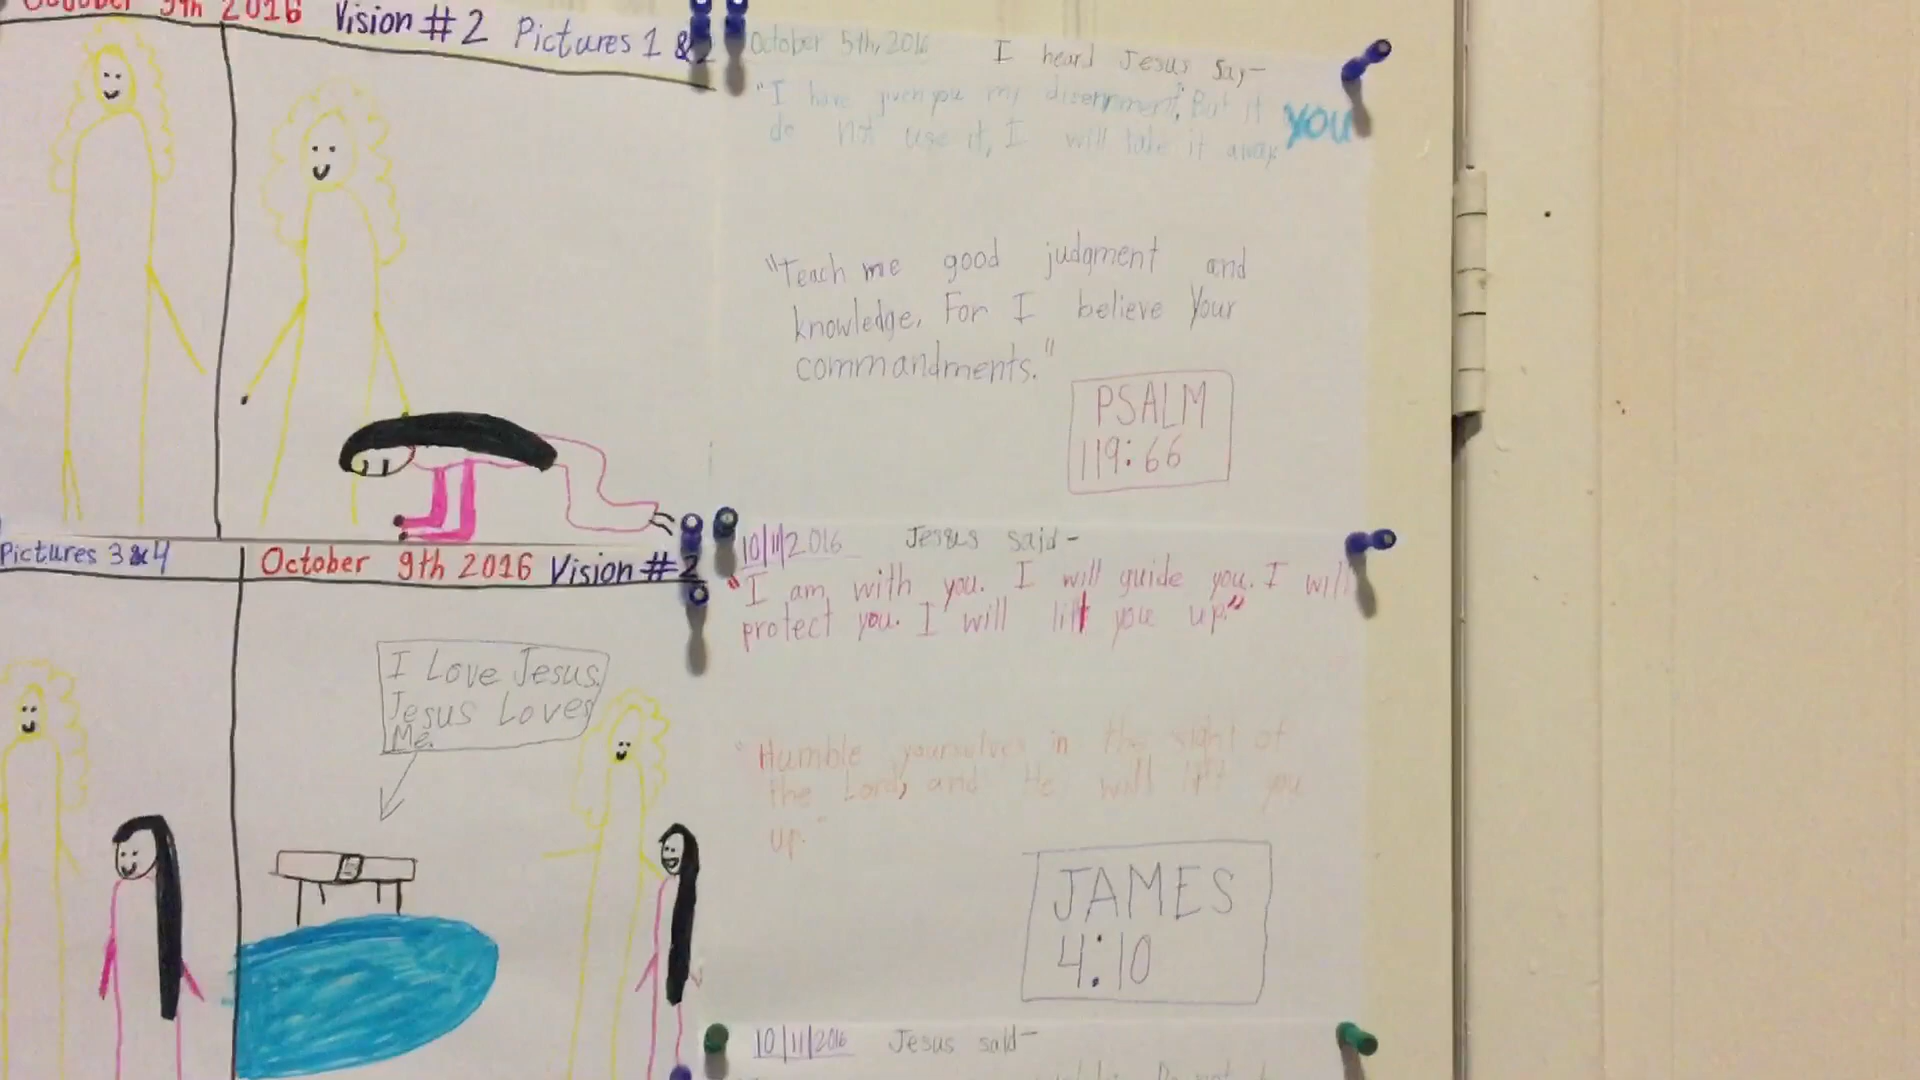 October 9th 2016 Vision #2 Pictures 1 &
October 5th, 2016 I heard Jesus say-
"I have given you my discernment," But if YOU
do not use it, I will take it away
"Teach me good judgment and
knowledge, For I believe Your
commandments."
PSALM
119:66
Pictures 3 & 4 October 9th 2016 Vision #2
I Love Jesus.
Jesus Loves
Me.
10/11/2016 Jesus said-
"I am with you. I will guide you. I will
protect you. I will lift you up."
"Humble yourselves in the sight of
the Lord, and He will lift you
up."
JAMES
4:10
10/11/2016 Jesus said-